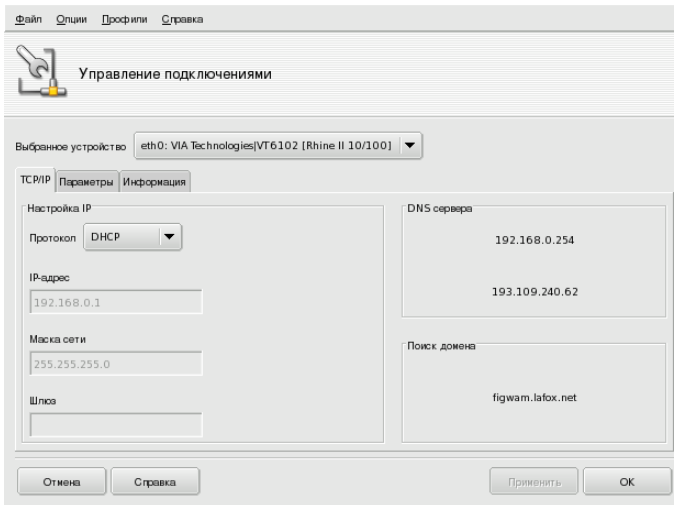 Файл Опции Профили Справка
Управление подключениями
Выбранное устройство eth0: VIA Technologies|VT6102 [Rhine II 10/100]
TCP/IP Параметры Информация
Настройка IP
Протокол DHCP
IP-адрес
192.168.0.1
Маска сети
255.255.255.0
Шлюз
DNS сервера
192.168.0.254
193.109.240.62
Поиск домена
figwam.lafox.net
Отмена Справка Применить OK